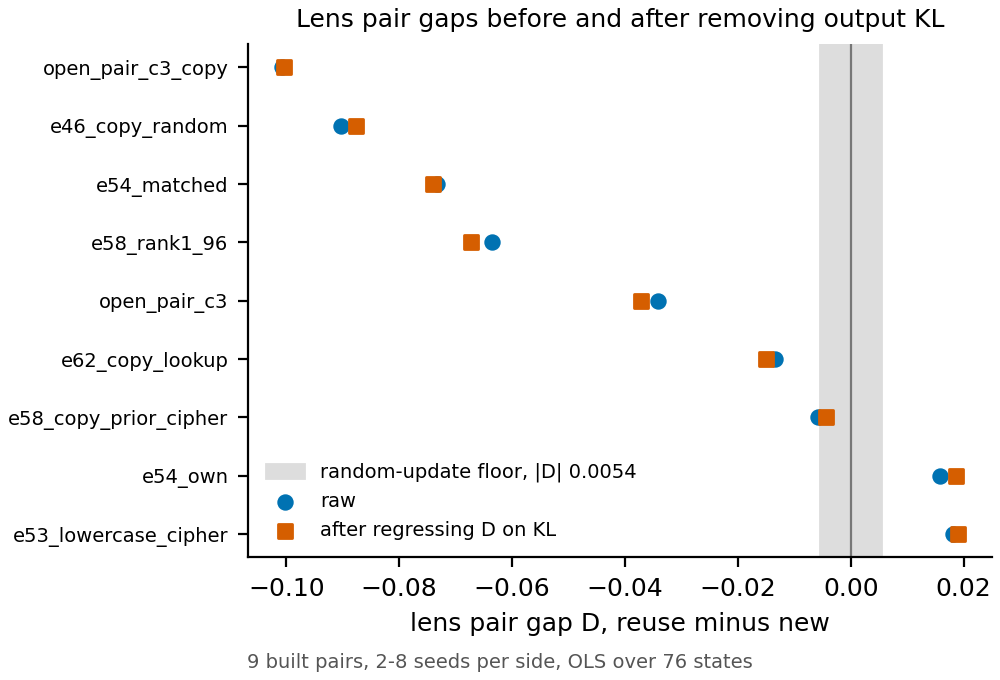 Lens pair gaps before and after removing output KL
open_pair_c3_copy
e46_copy_random
e54_matched
e58_rank1_96
open_pair_c3
e62_copy_lookup
e58_copy_prior_cipher
e54_own
e53_lowercase_cipher
random-update floor, |D| 0.0054
raw
after regressing D on KL
−0.10 −0.08 −0.06 −0.04 −0.02 0.00 0.02
lens pair gap D, reuse minus new
9 built pairs, 2-8 seeds per side, OLS over 76 states